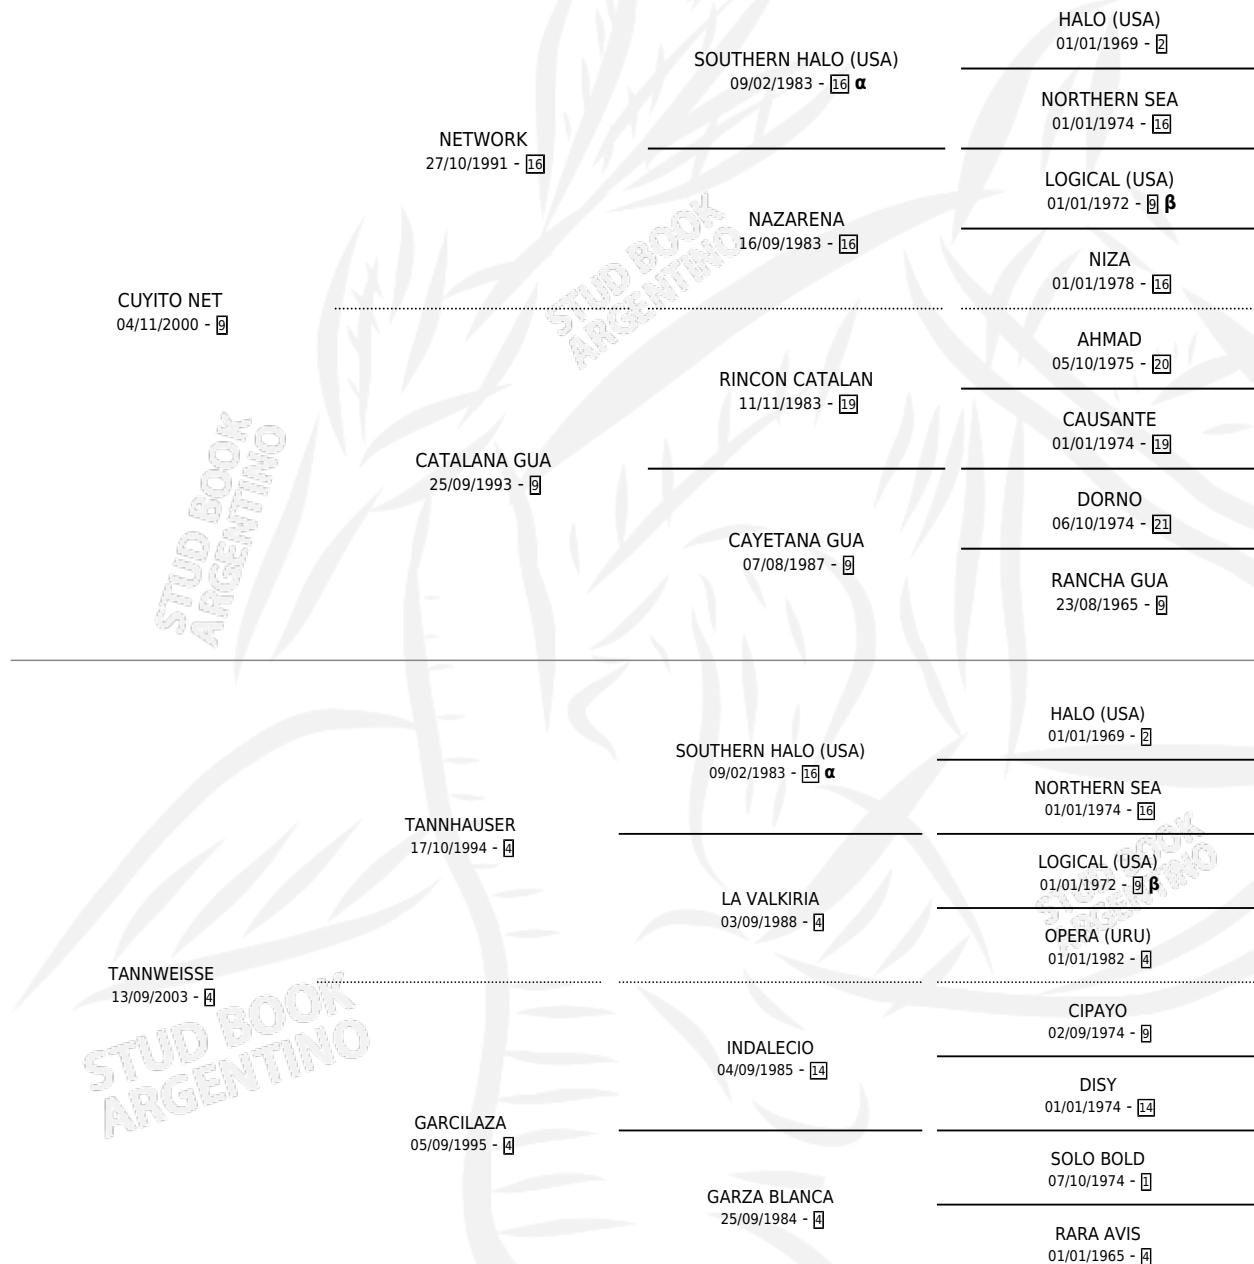 HALO (USA)
01/01/1969 - 2
SOUTHERN HALO (USA)
09/02/1983 - 16 α
NORTHERN SEA
01/01/1974 - 16
NETWORK
27/10/1991 - 16
LOGICAL (USA)
01/01/1972 - 9 β
NAZARENA
16/09/1983 - 16
NIZA
01/01/1978 - 16
STUD BOOK
ARGENTINO
CUYITO NET
04/11/2000 - 9
AHMAD
05/10/1975 - 20
RINCON CATALAN
11/11/1983 - 19
CAUSANTE
01/01/1974 - 19
CATALANA GUA
25/09/1993 - 9
DORNO
06/10/1974 - 21
CAYETANA GUA
07/08/1987 - 9
RANCHA GUA
23/08/1965 - 9
STUD BOOK
ARGENTINO
HALO (USA)
01/01/1969 - 2
SOUTHERN HALO (USA)
09/02/1983 - 16 α
NORTHERN SEA
01/01/1974 - 16
TANNHAUSER
17/10/1994 - 4
LOGICAL (USA)
01/01/1972 - 9 β
LA VALKIRIA
03/09/1988 - 4
OPERA (URU)
01/01/1982 - 4
STUD BOOK
ARGENTINO
TANNWEISSE
13/09/2003 - 4
CIPAYO
02/09/1974 - 9
INDALECIO
04/09/1985 - 14
DISY
01/01/1974 - 14
GARCILAZA
05/09/1995 - 4
SOLO BOLD
07/10/1974 - 1
GARZA BLANCA
25/09/1984 - 4
RARA AVIS
01/01/1965 - 4
STUD BOOK
ARGENTINO